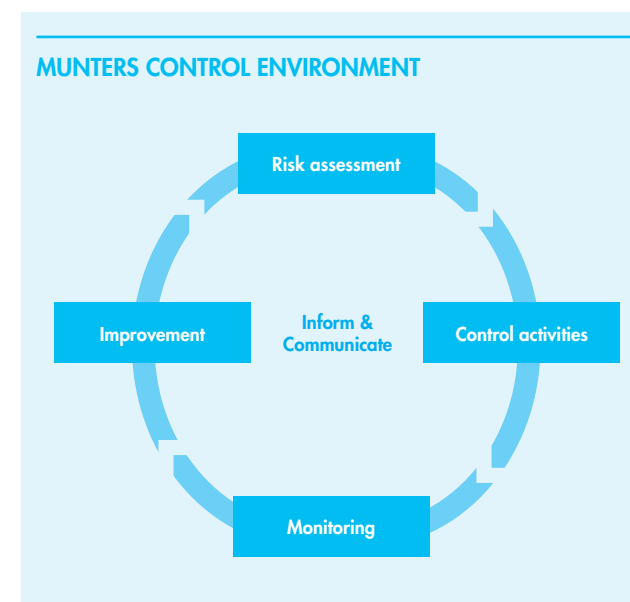 MUNTERS CONTROL ENVIRONMENT
Risk assessment
Improvement
Inform &
Communicate
Control activities
Monitoring